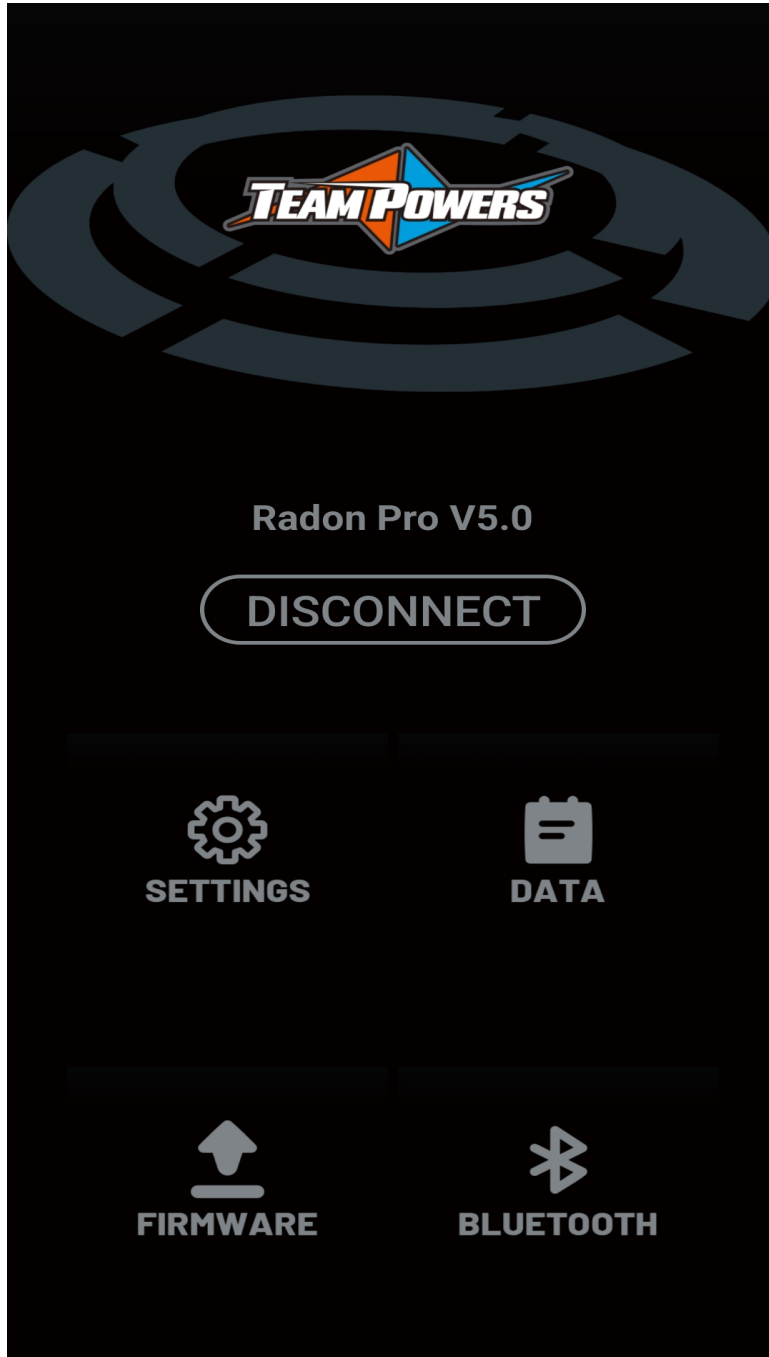 TEAM POWERS
Radon Pro V5.0
DISCONNECT
SETTINGS
DATA
FIRMWARE
BLUETOOTH